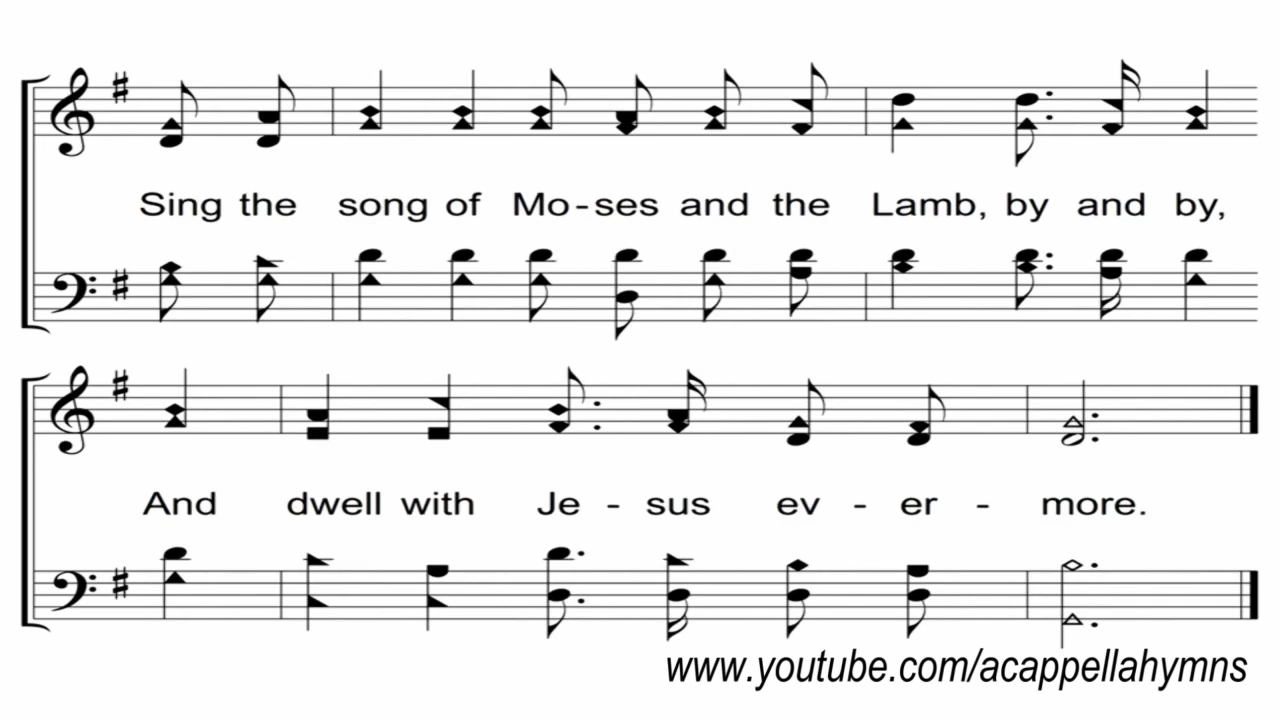 Sing the song of Mo-ses and the Lamb, by and by,
And dwell with Je - sus ev - er - more.
www.youtube.com/acappellahymns